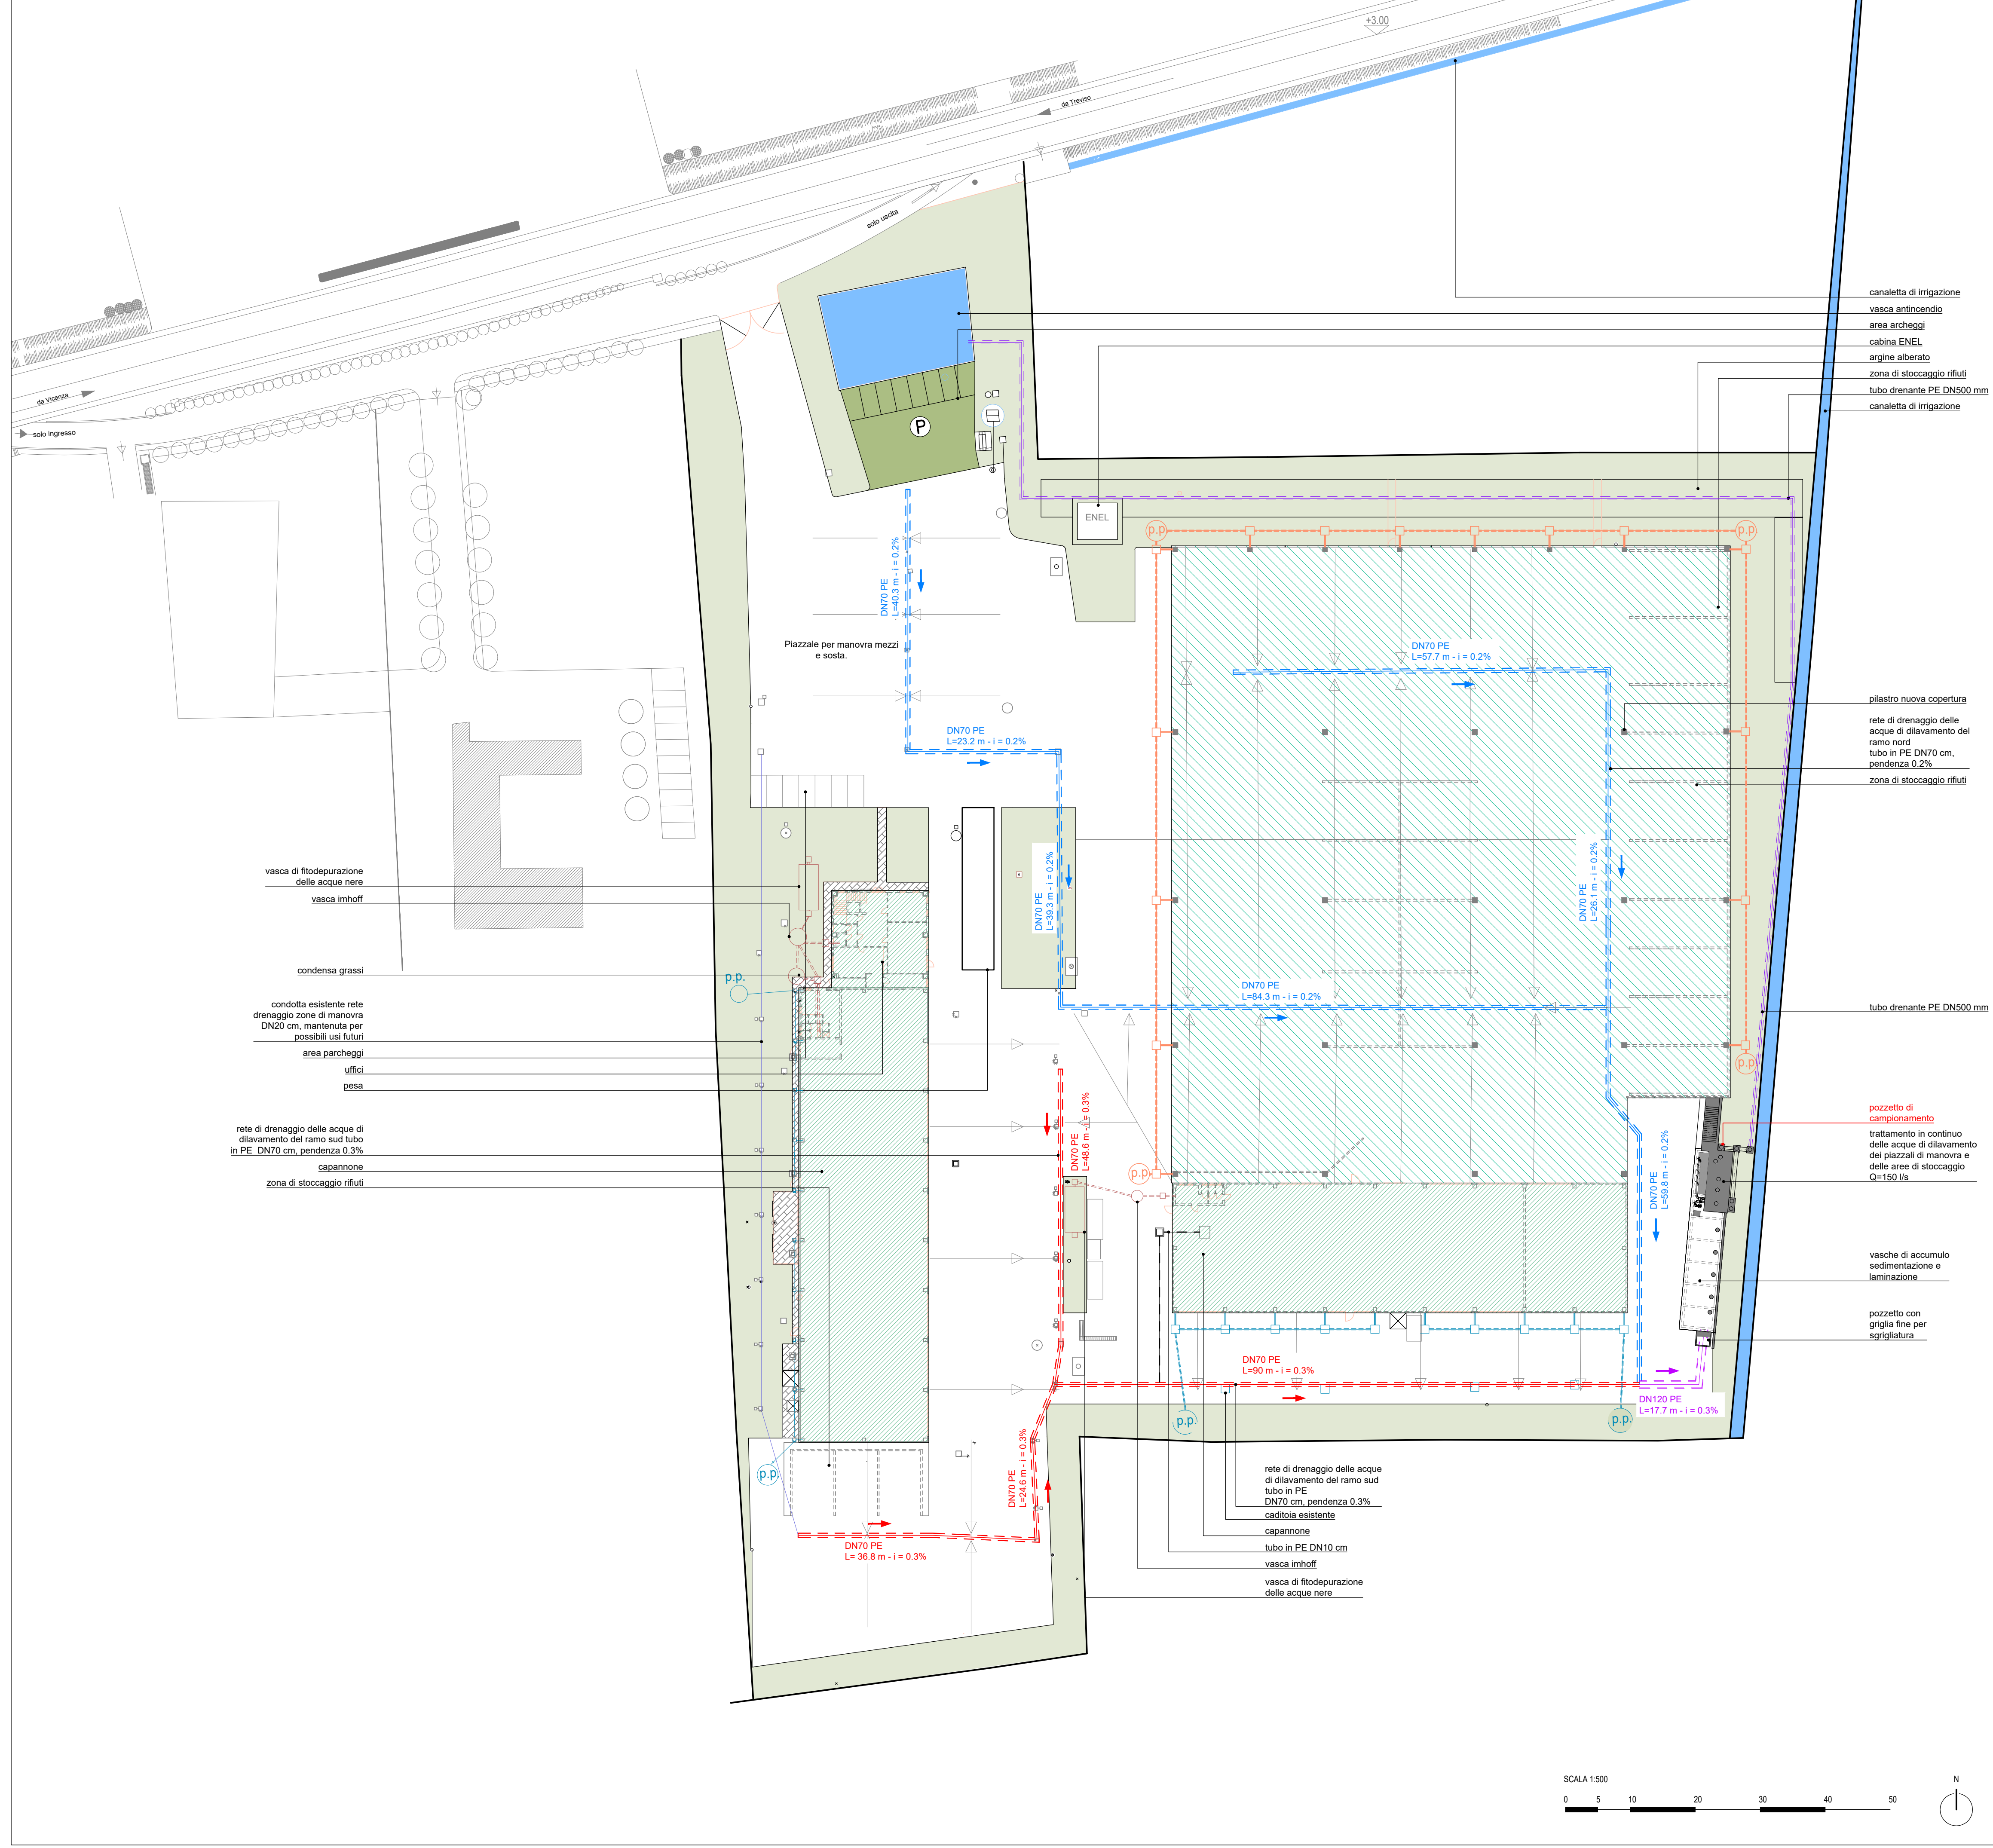 +3.00
da Treviso
solo uscita
da Vicenza
solo ingresso
canaletta di irrigazione
vasca antincendio
area archeggi
cabina ENEL
argine alberato
zona di stoccaggio rifiuti
tubo drenante PE DN500 mm
canaletta di irrigazione
P
ENEL
p.p.
p.p.
DN70 PE
L=40.3 m - i = 0.2%
Piazzale per manovra mezzi
e sosta.
DN70 PE
L=57.7 m - i = 0.2%
DN70 PE
L=23.2 m - i = 0.2%
pilastro nuova copertura
rete di drenaggio delle
acque di dilavamento del
ramo nord
tubo in PE DN70 cm,
pendenza 0.2%
zona di stoccaggio rifiuti
DN70 PE
L=39.3 m - i = 0.2%
DN70 PE
L=26.1 m - i = 0.2%
vasca di fitodepurazione
delle acque nere
vasca imhoff
condensa grassi
p.p.
DN70 PE
L=84.3 m - i = 0.2%
condotta esistente rete
drenaggio zone di manovra
DN20 cm, mantenuta per
possibili usi futuri
area parcheggi
uffici
pesa
tubo drenante PE DN500 mm
p.p.
rete di drenaggio delle acque di
dilavamento del ramo sud tubo
in PE DN70 cm, pendenza 0.3%
capannone
zona di stoccaggio rifiuti
DN70 PE
L=48.6 m - i = 0.3%
p.p.
DN70 PE
L=59.8 m - i = 0.2%
pozzetto di
campionamento
trattamento in continuo
delle acque di dilavamento
dei piazzali di manovra e
delle aree di stoccaggio
Q=150 l/s
vasche di accumulo
sedimentazione e
laminazione
pozzetto con
griglia fine per
sgrigliatura
DN70 PE
L=90 m - i = 0.3%
DN120 PE
L=17.7 m - i = 0.3%
p.p.
p.p.
p.p.
DN70 PE
L=24.6 m - i = 0.3%
DN70 PE
L= 36.8 m - i = 0.3%
rete di drenaggio delle acque
di dilavamento del ramo sud
tubo in PE
DN70 cm, pendenza 0.3%
caditoia esistente
capannone
tubo in PE DN10 cm
vasca imhoff
vasca di fitodepurazione
delle acque nere
SCALA 1:500
0 5 10 20 30 40 50
N